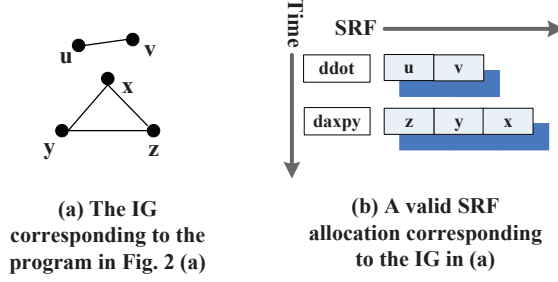 u
v
x
y
z
(a) The IG
corresponding to the
program in Fig. 2 (a)
Time
SRF
ddot
u v
daxpy
z y x
(b) A valid SRF
allocation corresponding
to the IG in (a)